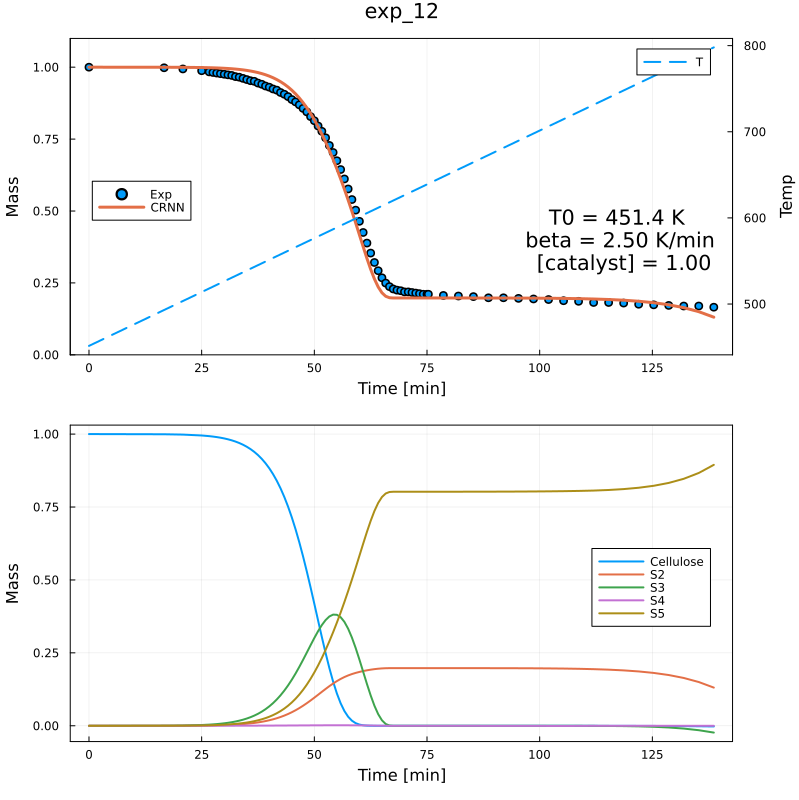 exp_12
1.00
0.75
0.50
0.25
0.00
Mass
0
25
50
75
100
125
Time [min]
800
700
600
500
Temp
T
Exp
CRNN
T0 = 451.4 K
beta = 2.50 K/min
[catalyst] = 1.00
1.00
0.75
0.50
0.25
0.00
Mass
0
25
50
75
100
125
Time [min]
Cellulose
S2
S3
S4
S5